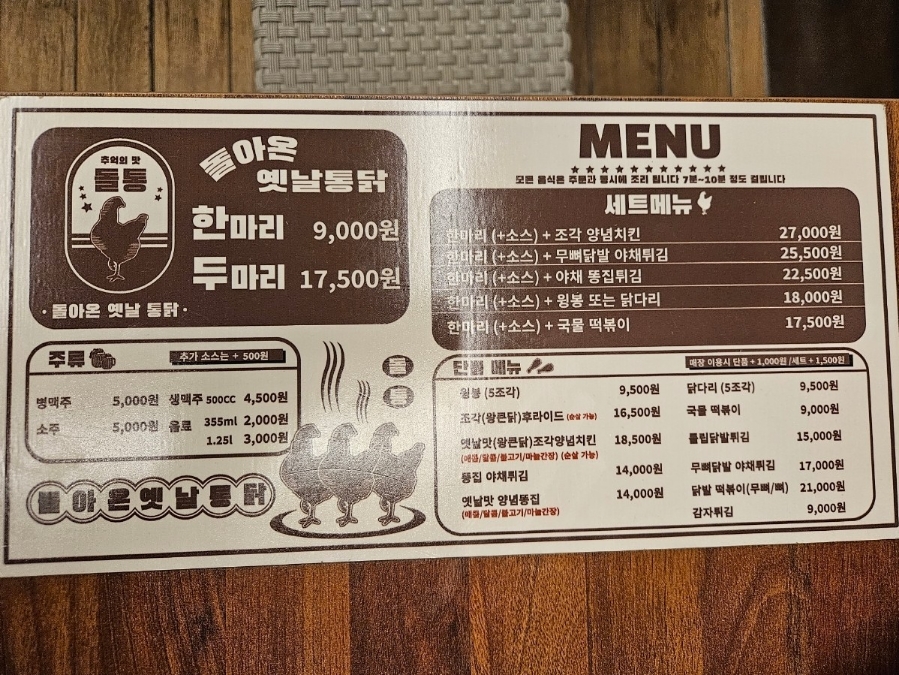 추억의 맛
돌통
· 돌아온 옛날 통닭 ·
돌아온
옛날통닭
한마리 9,000원
두마리 17,500원
주류
추가 소스는 + 500원
병맥주 5,000원 생맥주 500CC 4,500원
소주 5,000원 음료 355ml 2,000원
1.25l 3,000원
돌아온옛날통닭
돌
통
MENU
모든 음식은 주문과 동시에 조리 됩니다 7분~10분 정도 걸립니다
세트메뉴
한마리 (+소스) + 조각 양념치킨 27,000원
한마리 (+소스) + 무뼈닭발 야채튀김 25,500원
한마리 (+소스) + 야채 똥집튀김 22,500원
한마리 (+소스) + 윙봉 또는 닭다리 18,000원
한마리 (+소스) + 국물 떡볶이 17,500원
단품 메뉴
매장 이용시 단품 + 1,000원 /세트 + 1,500원
윙봉 (5조각) 9,500원
조각(왕큰닭)후라이드 (순살 가능) 16,500원
옛날맛(왕큰닭)조각양념치킨 18,500원
(매콤/달콤/불고기/마늘간장) (순살 가능)
똥집 야채튀김 14,000원
옛날맛 양념똥집 14,000원
(매콤/달콤/불고기/마늘간장)
닭다리 (5조각) 9,500원
국물 떡볶이 9,000원
튤립닭발튀김 15,000원
무뼈닭발 야채튀김 17,000원
닭발 떡볶이(무뼈/뼈) 21,000원
감자튀김 9,000원